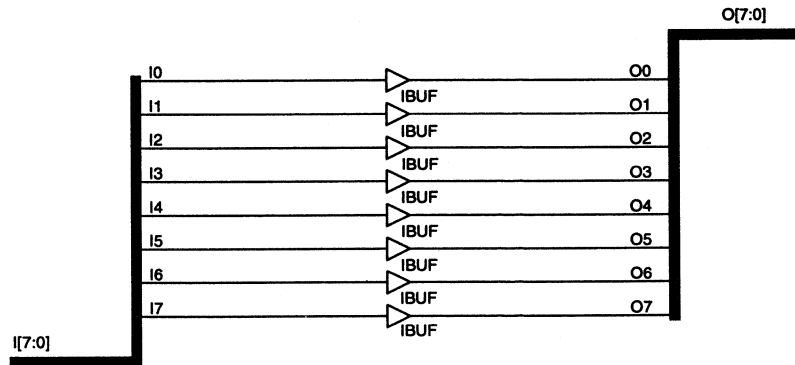 O[7:0]
I0 O0
IBUF
I1 O1
IBUF
I2 O2
IBUF
I3 O3
IBUF
I4 O4
IBUF
I5 O5
IBUF
I6 O6
IBUF
I7 O7
IBUF
I[7:0]